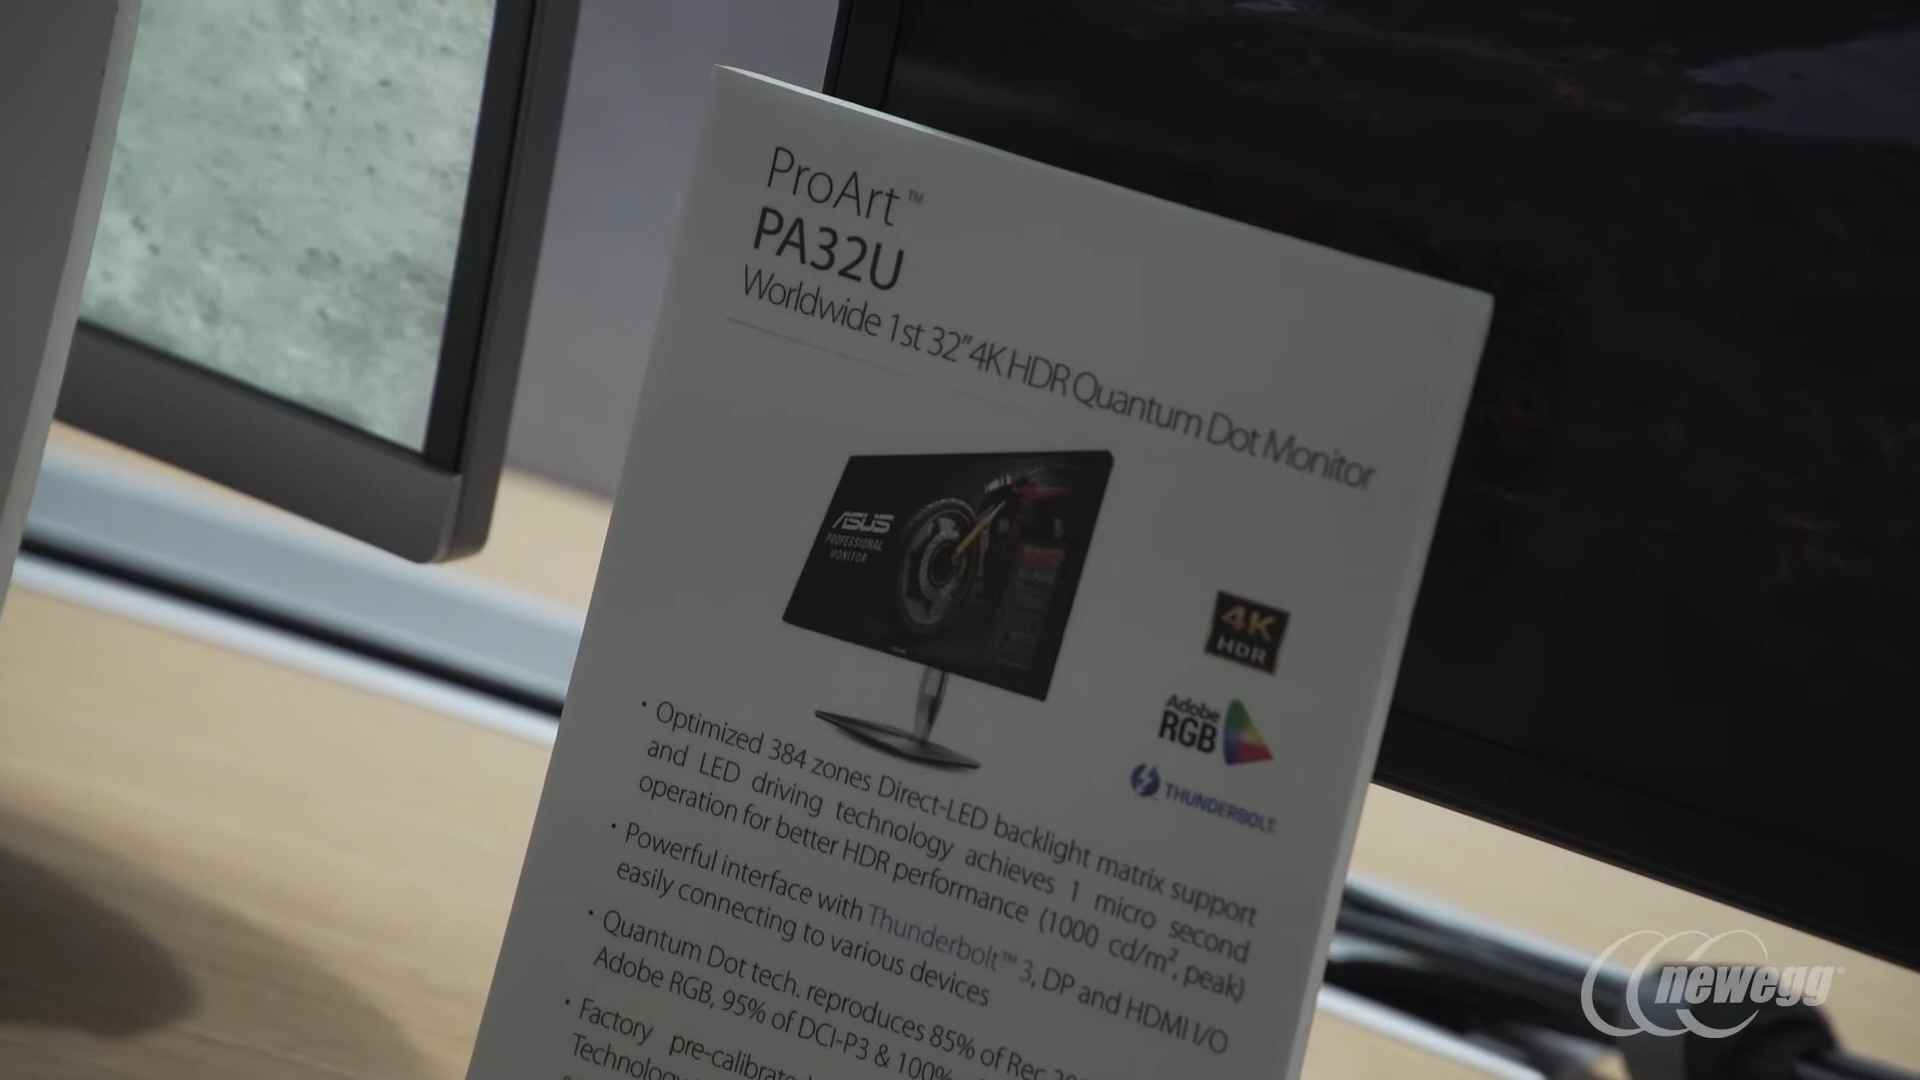 ProArt™
PA32U
Worldwide 1st 32" 4K HDR Quantum Dot Monitor
ASUS
PROFESSIONAL
MONITOR
4K
HDR
Adobe
RGB
THUNDERBOLT
• Optimized 384 zones Direct-LED backlight matrix support
and LED driving technology achieves 1 micro second
operation for better HDR performance (1000 cd/m², peak)
• Powerful interface with Thunderbolt™ 3, DP and HDMI I/O
easily connecting to various devices
• Quantum Dot tech. reproduces 85% of Rec
Adobe RGB, 95% of DCI-P3 & 100%
• Factory pre-calibrate
Technolog
newegg